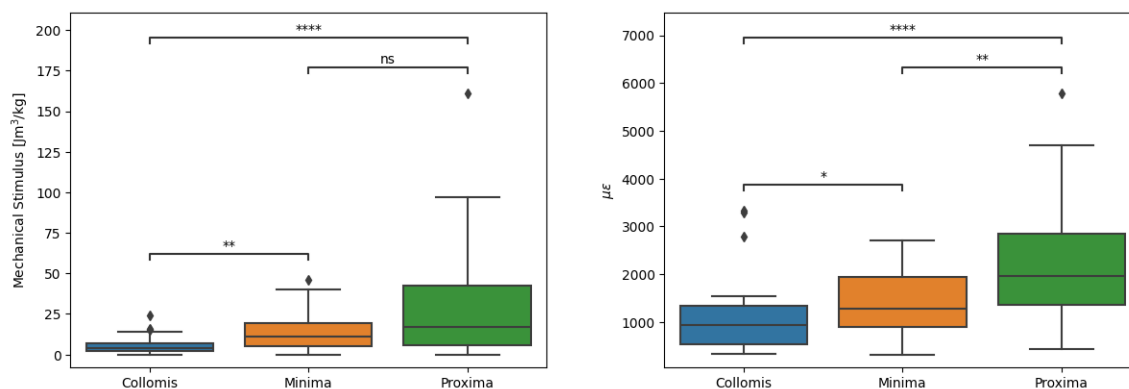 Mechanical Stimulus [Jm³/kg]
200
175
150
125
100
75
50
25
0
****
ns
**
Collomis
Minima
Proxima
με
7000
6000
5000
4000
3000
2000
1000
****
**
*
Collomis
Minima
Proxima